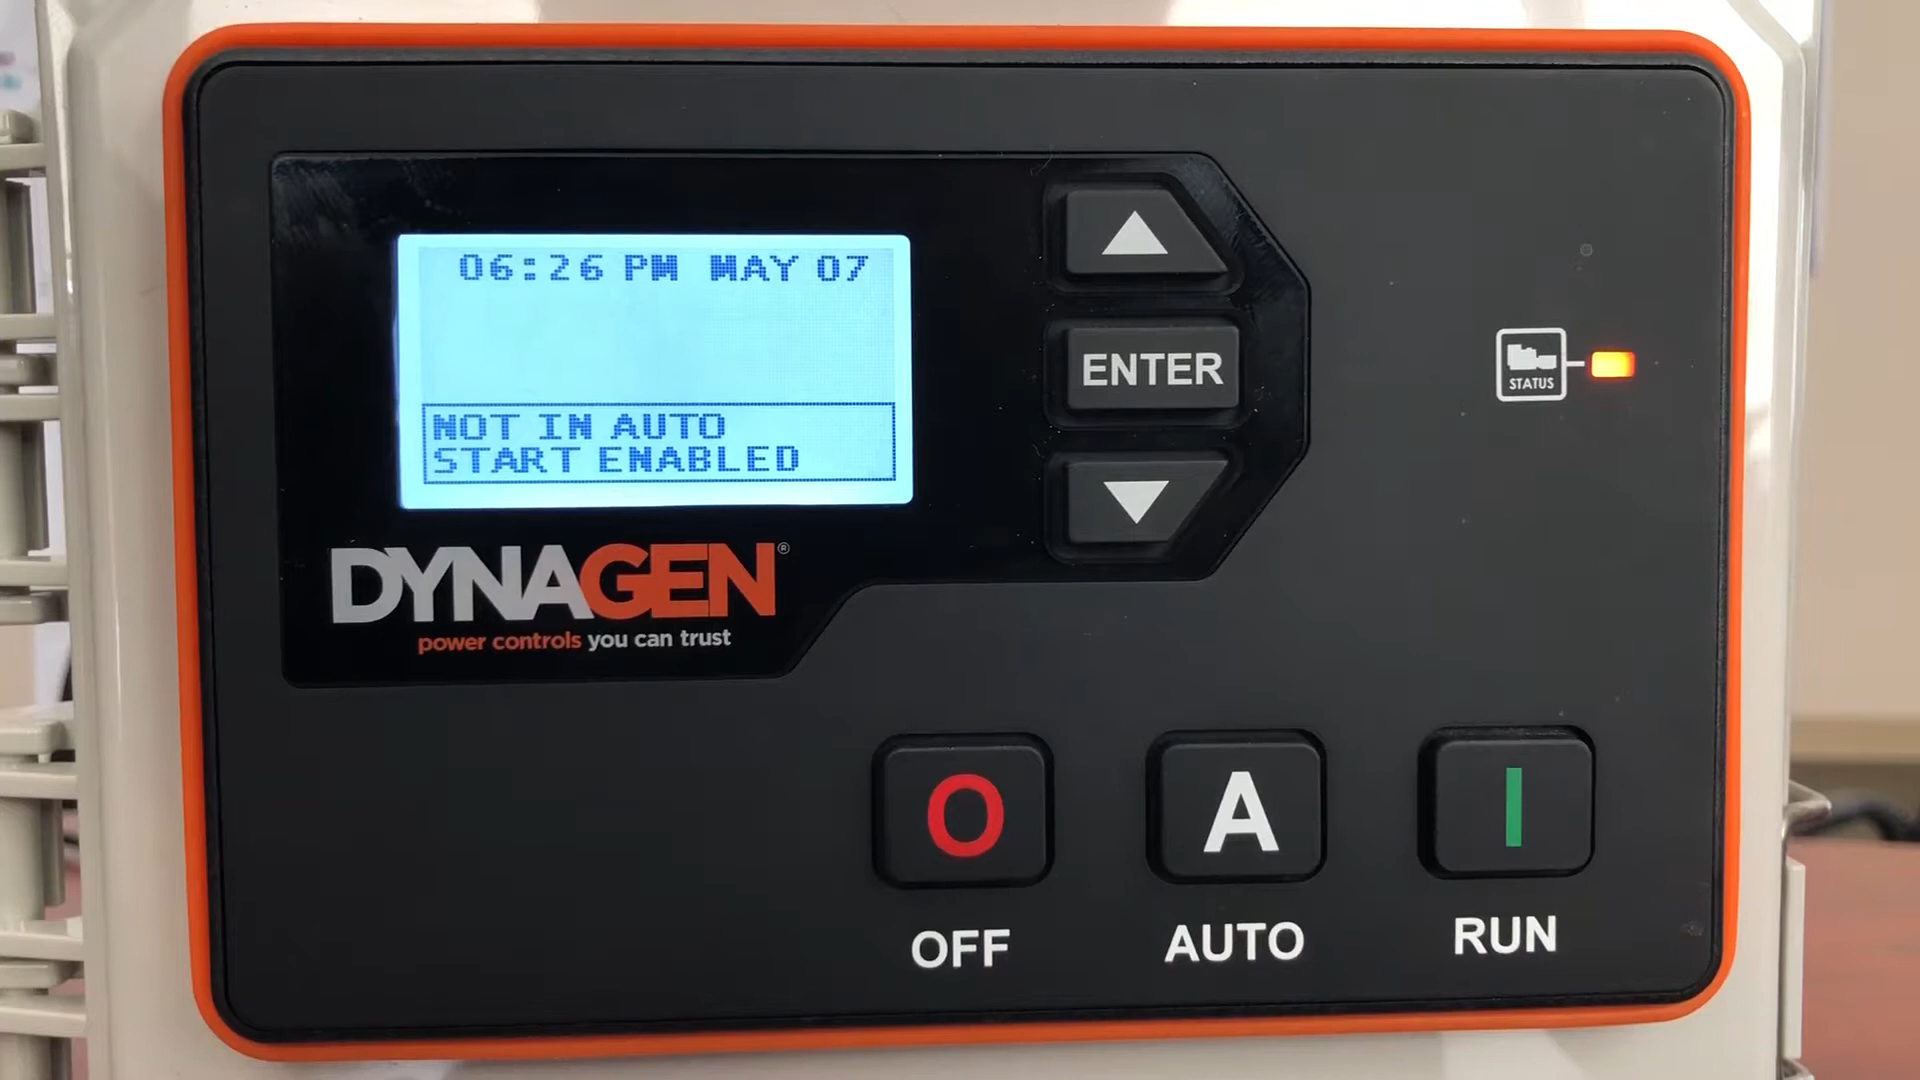 06:26 PM MAY 07
NOT IN AUTO
START ENABLED
ENTER
STATUS
DYNAGEN®
power controls you can trust
O A I
OFF AUTO RUN